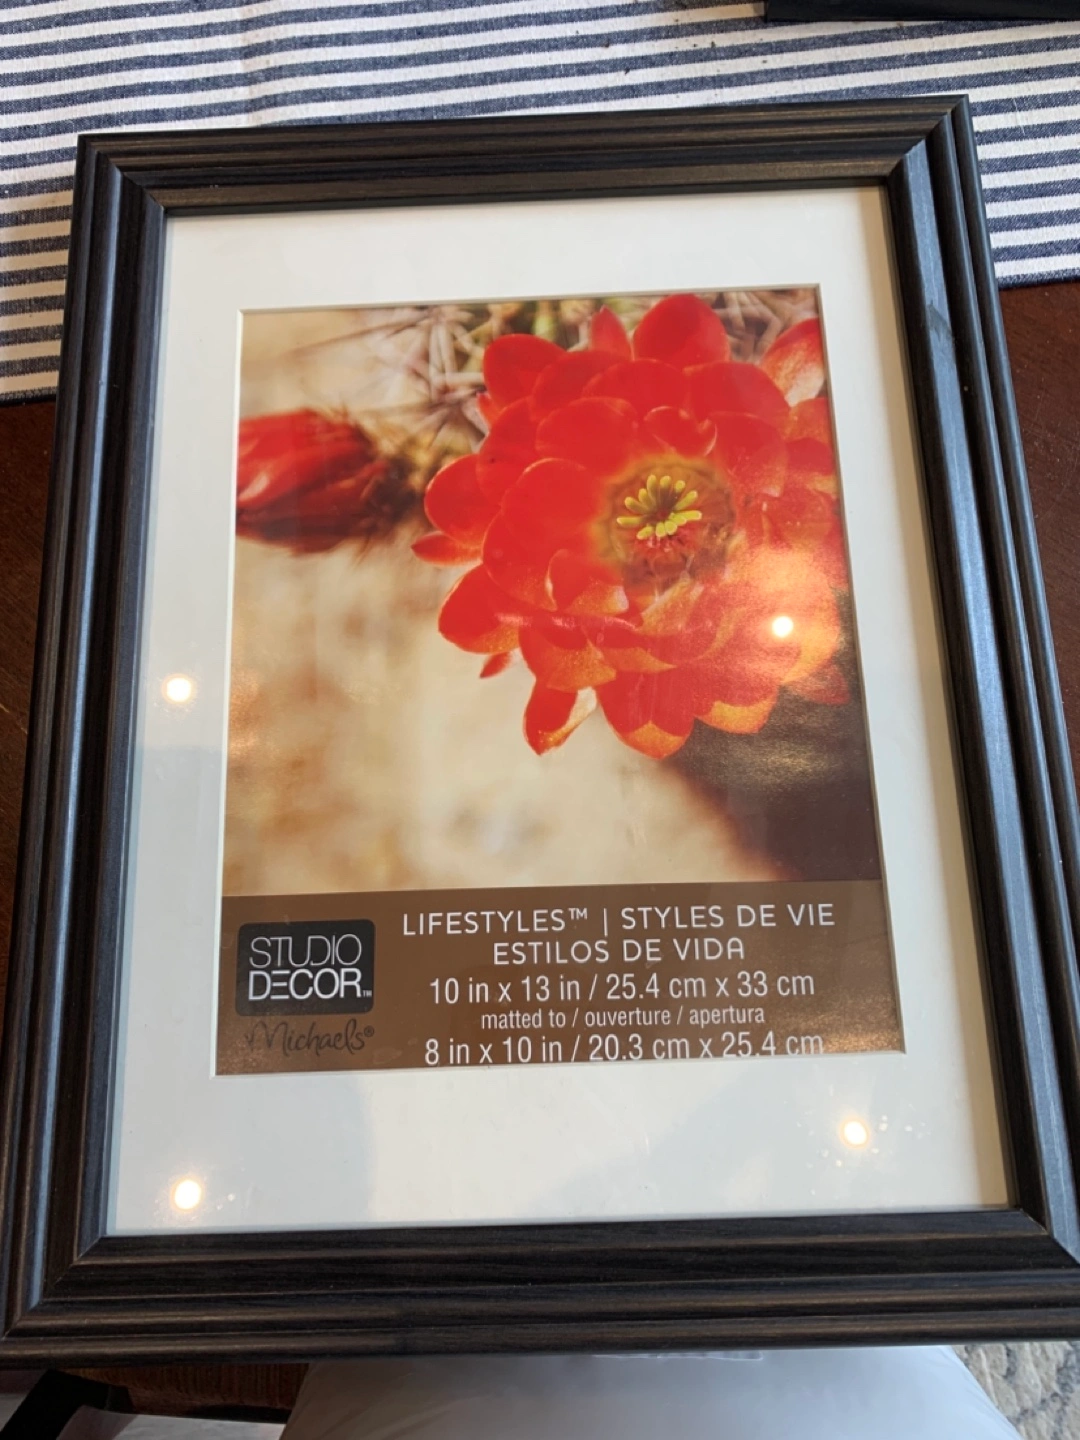 STUDIO
DECOR™
Michaels®
LIFESTYLES™ | STYLES DE VIE
ESTILOS DE VIDA
10 in x 13 in / 25.4 cm x 33 cm
matted to / ouverture / apertura
8 in x 10 in / 20.3 cm x 25.4 cm